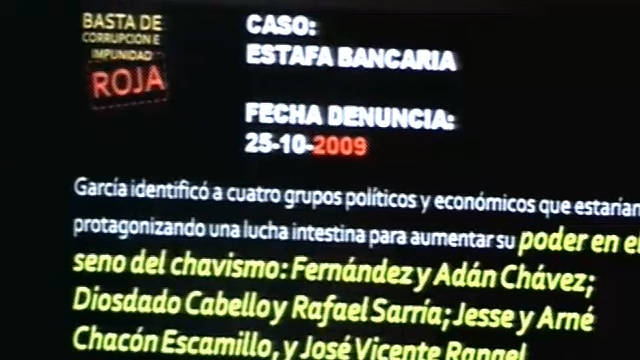 BASTA DE
CORRUPCIÓN E
IMPUNIDAD
ROJA
CASO:
ESTAFA BANCARIA
FECHA DENUNCIA:
25-10-2009
García identificó a cuatro grupos políticos y económicos que estarían
protagonizando una lucha intestina para aumentar su poder en el
seno del chavismo: Fernández y Adán Chávez;
Diosdado Cabello y Rafael Sarría; Jesse y Arné
Chacón Escamillo, y José Vicente Rangel